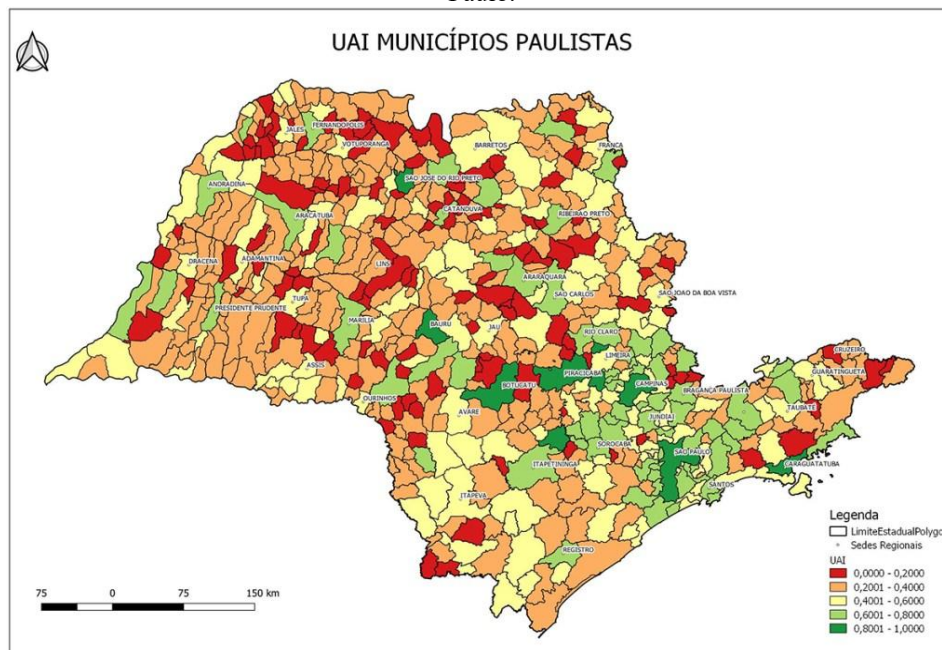 UAI MUNICÍPIOS PAULISTAS
JALES
FERNANDOPOLIS
VOTUPORANGA
BARRETOS
FRANCA
SAO JOSE DO RIO PRETO
ANDRADINA
CATANDUVA
ARACATUBA
RIBEIRAO PRETO
DRACENA
ADAMANTINA
LINS
ARARAQUARA
SAO CARLOS
SAO JOAO DA BOA VISTA
TUPA
PRESIDENTE PRUDENTE
MARILIA
BAURU
JAU
RIO CLARO
CRUZEIRO
LIMEIRA
GUARATINGUETA
ASSIS
PIRACICABA
BOTUCATU
CAMPINAS
BRAGANCA PAULISTA
OURINHOS
AVARE
JUNDIAI
TAUBATE
SOROCABA
SAO PAULO
ITAPETININGA
CARAGUATATUBA
SANTOS
ITAPEVA
REGISTRO
Legenda
LimiteEstadualPolygo
Sedes Regionais
UAI
0,0000 - 0,2000
0,2001 - 0,4000
0,4001 - 0,6000
0,6001 - 0,8000
0,8001 - 1,0000
75 0 75 150 km